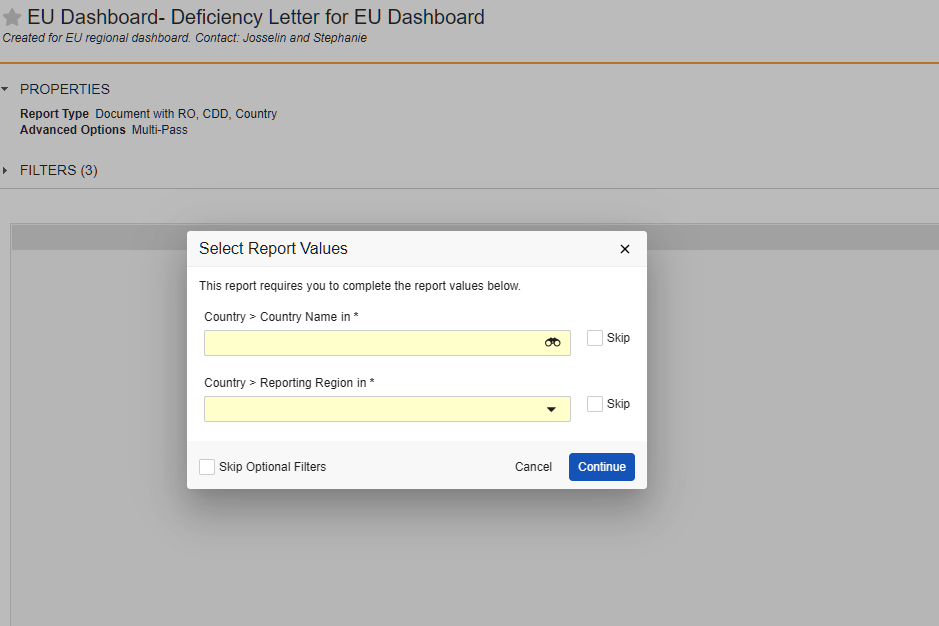 EU Dashboard- Deficiency Letter for EU Dashboard
Created for EU regional dashboard. Contact: Josselin and Stephanie
PROPERTIES
Report Type Document with RO, CDD, Country
Advanced Options Multi-Pass
FILTERS (3)
Select Report Values
This report requires you to complete the report values below.
Country > Country Name in *
Skip
Country > Reporting Region in *
Skip
Skip Optional Filters Cancel Continue